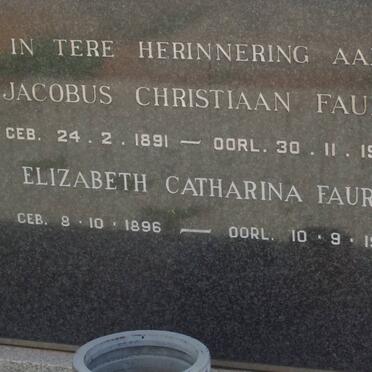 IN TERE HERINNERING AA
JACOBUS CHRISTIAAN FAU
GEB. 24.2.1891 — OORL. 30.11.19
ELIZABETH CATHARINA FAUR
GEB. 8.10.1896 — OORL. 10.9.19